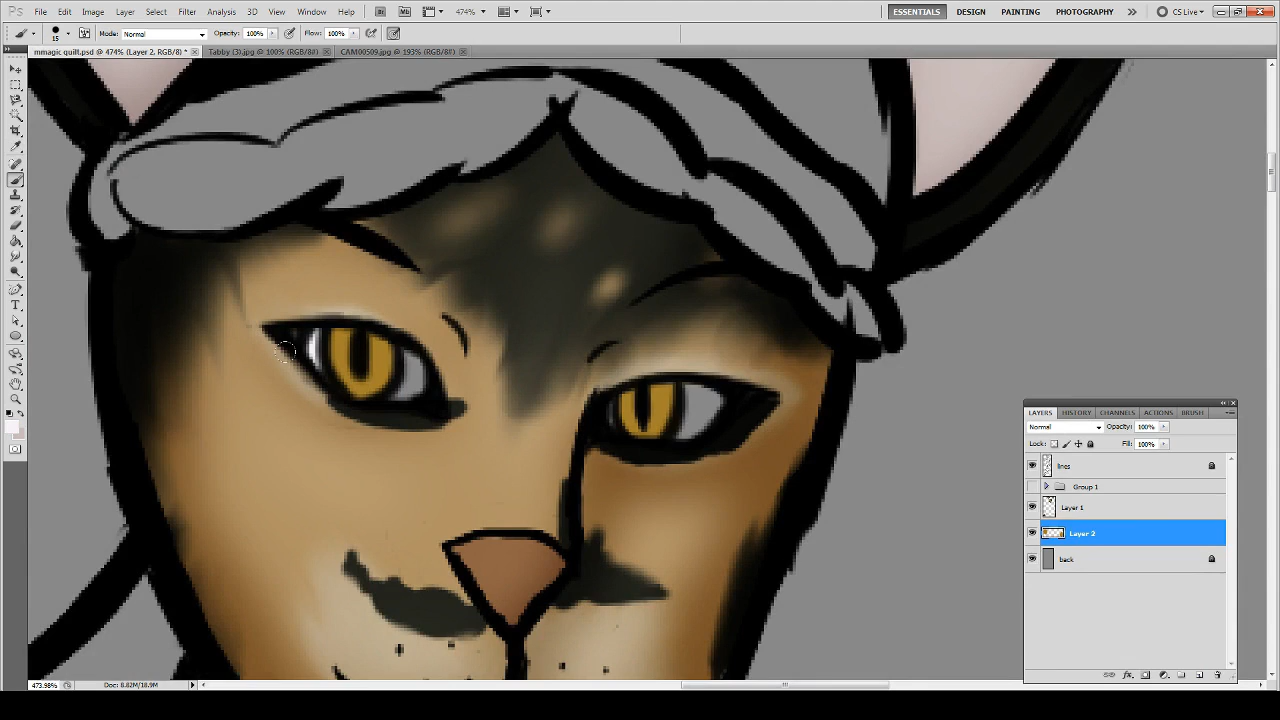 Ps
File Edit Image Layer Select Filter Analysis 3D View Window Help 474% ESSENTIALS DESIGN PAINTING PHOTOGRAPHY CS Live
15 Mode: Normal Opacity: 100% Flow: 100%
mmagic quilt.psd @ 474% (Layer 2, RGB/8) * Tabby (3).jpg @ 100% (RGB/8#) CAM00509.jpg @ 193% (RGB/8#)
LAYERS HISTORY CHANNELS ACTIONS BRUSH
Normal Opacity: 100%
Lock: Fill: 100%
lines
Group 1
Layer 1
Layer 2
back
473.98% Doc: 8.82M/18.9M